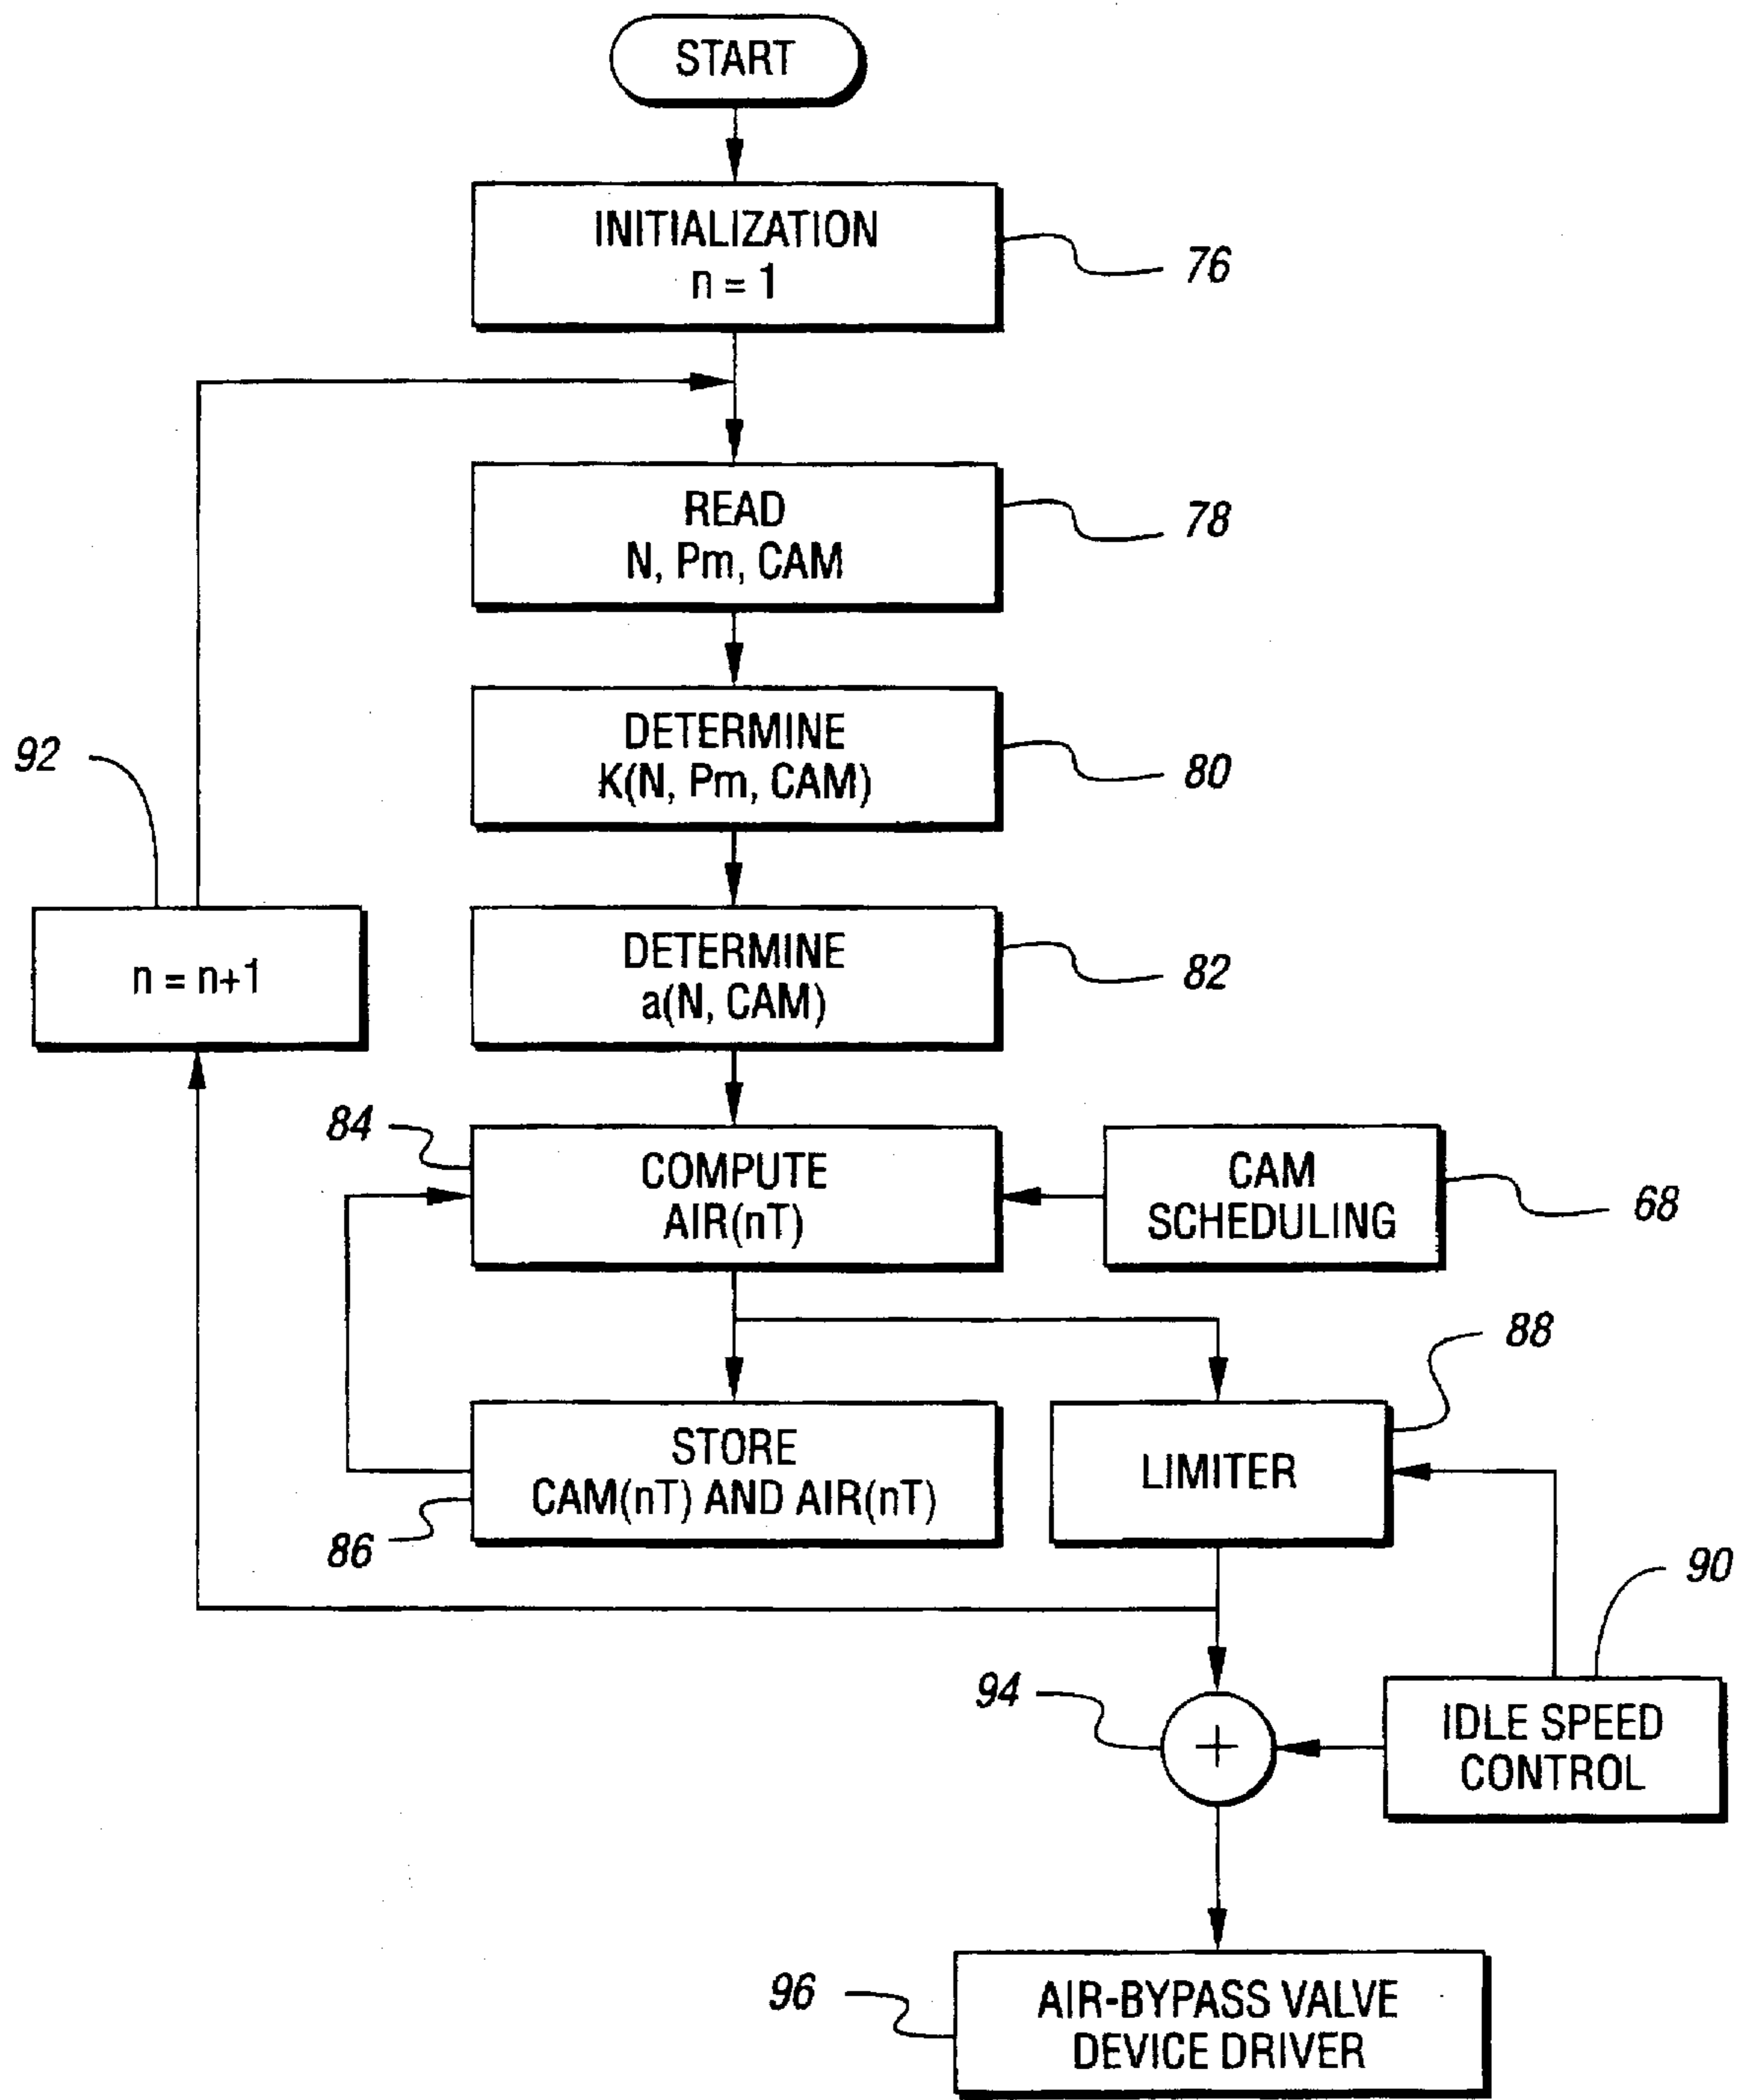 START
INITIALIZATION
n = 1
76
READ
N, Pm, CAM
78
DETERMINE
K(N, Pm, CAM)
80
92
DETERMINE
a(N, CAM)
82
n = n+1
84
COMPUTE
AIR(nT)
CAM
SCHEDULING
68
88
STORE
CAM(nT) AND AIR(nT)
86
LIMITER
90
94
+
IDLE SPEED
CONTROL
96
AIR-BYPASS VALVE
DEVICE DRIVER